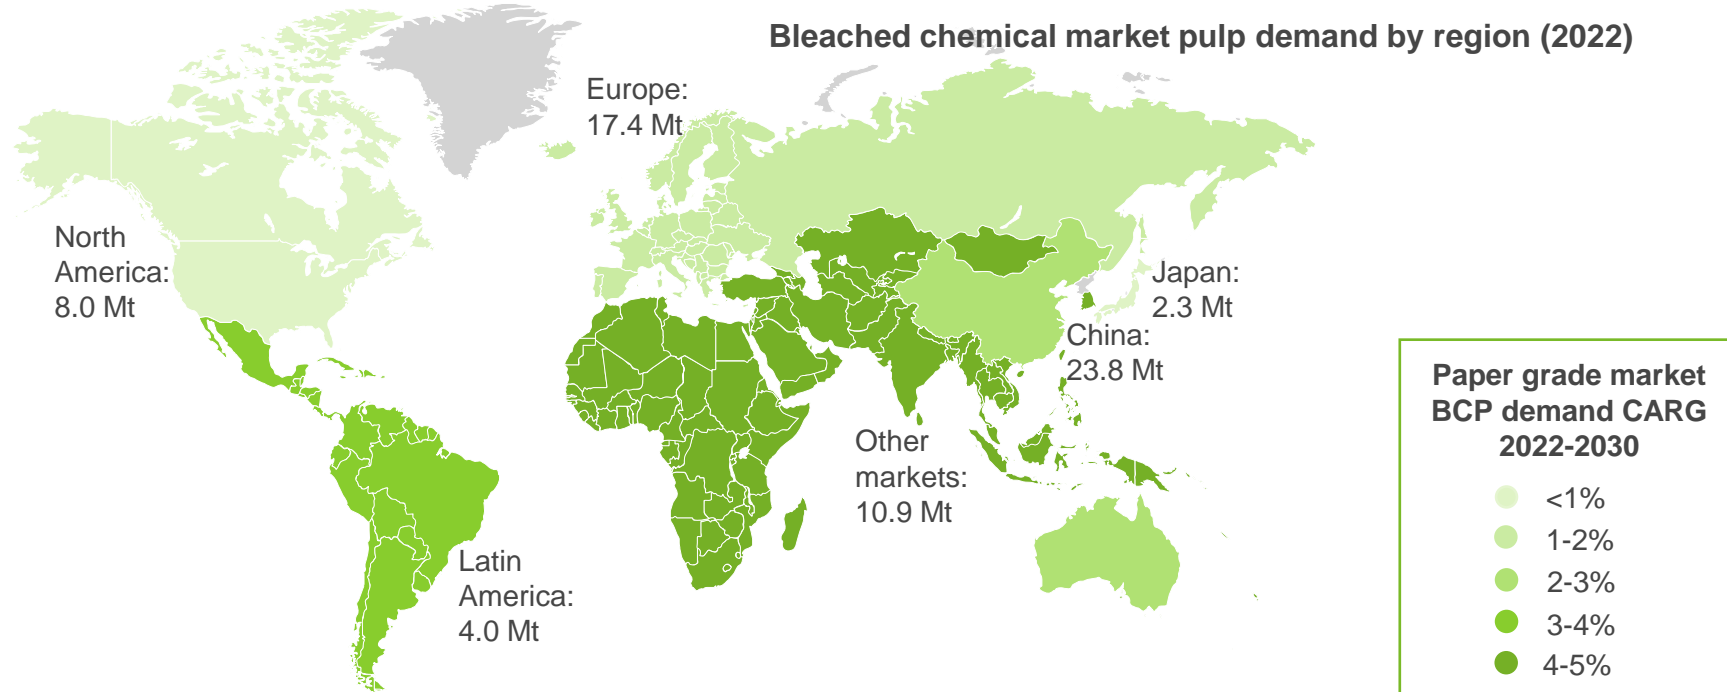 Bleached chemical market pulp demand by region (2022)
Europe:
17.4 Mt
North
America:
8.0 Mt
Japan:
2.3 Mt
China:
23.8 Mt
Other
markets:
10.9 Mt
Latin
America:
4.0 Mt
Paper grade market
BCP demand CARG
2022-2030
<1%
1-2%
2-3%
3-4%
4-5%